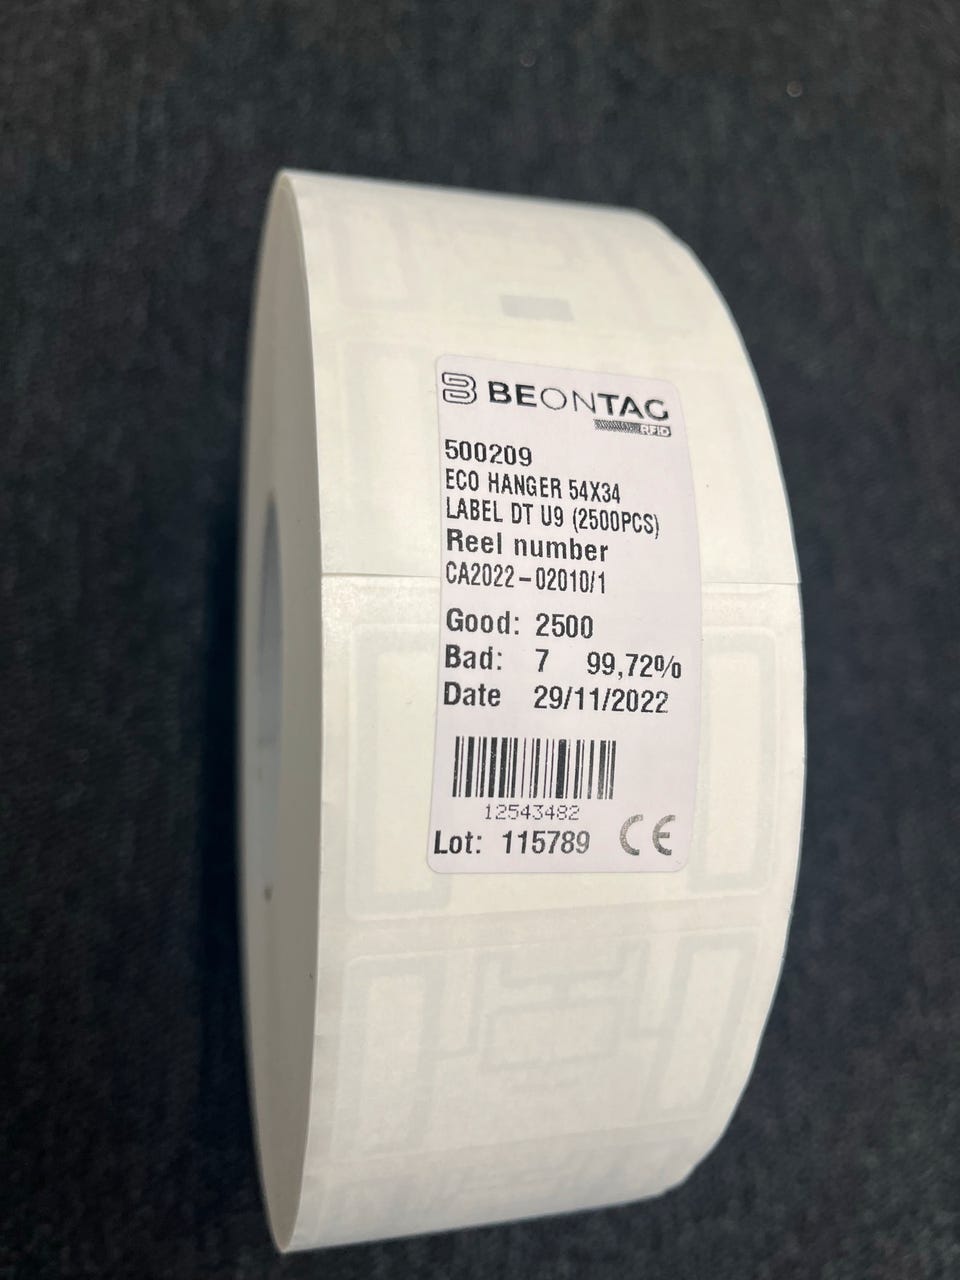 BEONTAG
RFID
500209
ECO HANGER 54X34
LABEL DT U9 (2500PCS)
Reel number
CA2022-02010/1
Good: 2500
Bad: 7 99,72%
Date 29/11/2022
12543482
Lot: 115789 CE